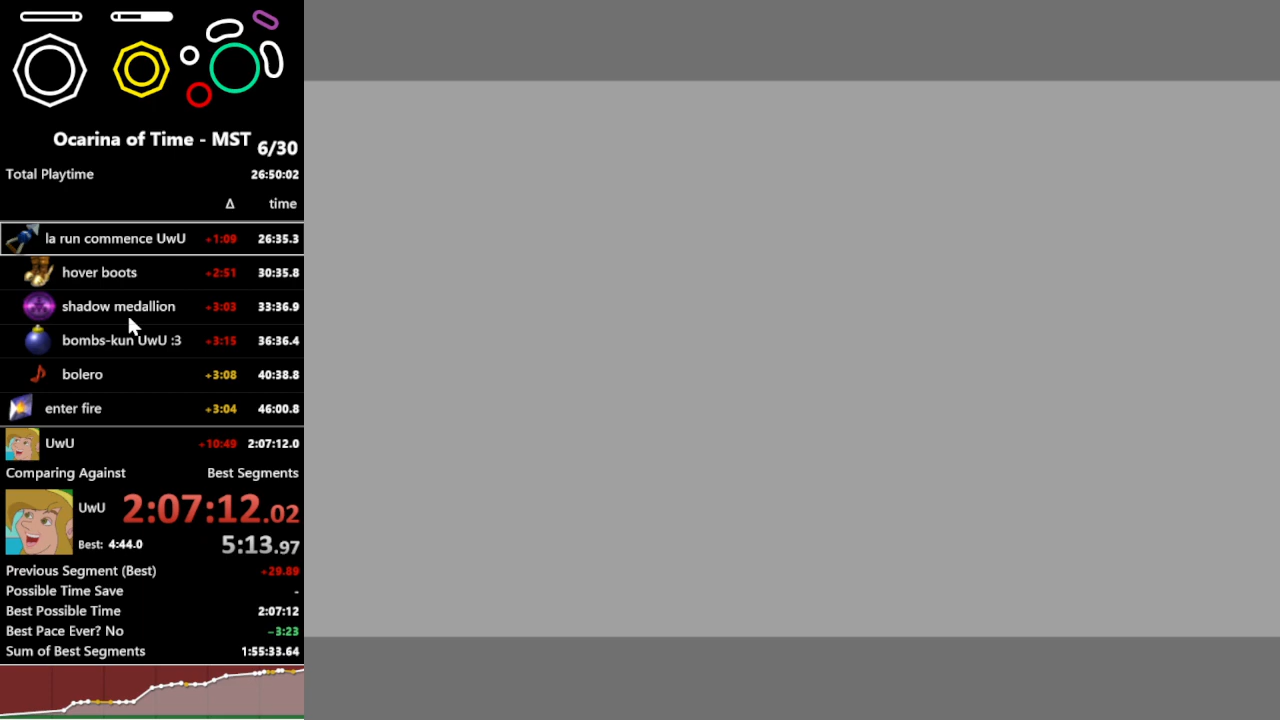 Ocarina of Time - MST 6/30
Total Playtime 26:50:02
Δ time
la run commence UwU +1:09 26:35.3
hover boots +2:51 30:35.8
shadow medallion +3:03 33:36.9
bombs-kun UwU :3 +3:15 36:36.4
bolero +3:08 40:38.8
enter fire +3:04 46:00.8
UwU +10:49 2:07:12.0
Comparing Against Best Segments
UwU 2:07:12.02
Best: 4:44.0 5:13.97
Previous Segment (Best) +29.89
Possible Time Save -
Best Possible Time 2:07:12
Best Pace Ever? No −3:23
Sum of Best Segments 1:55:33.64